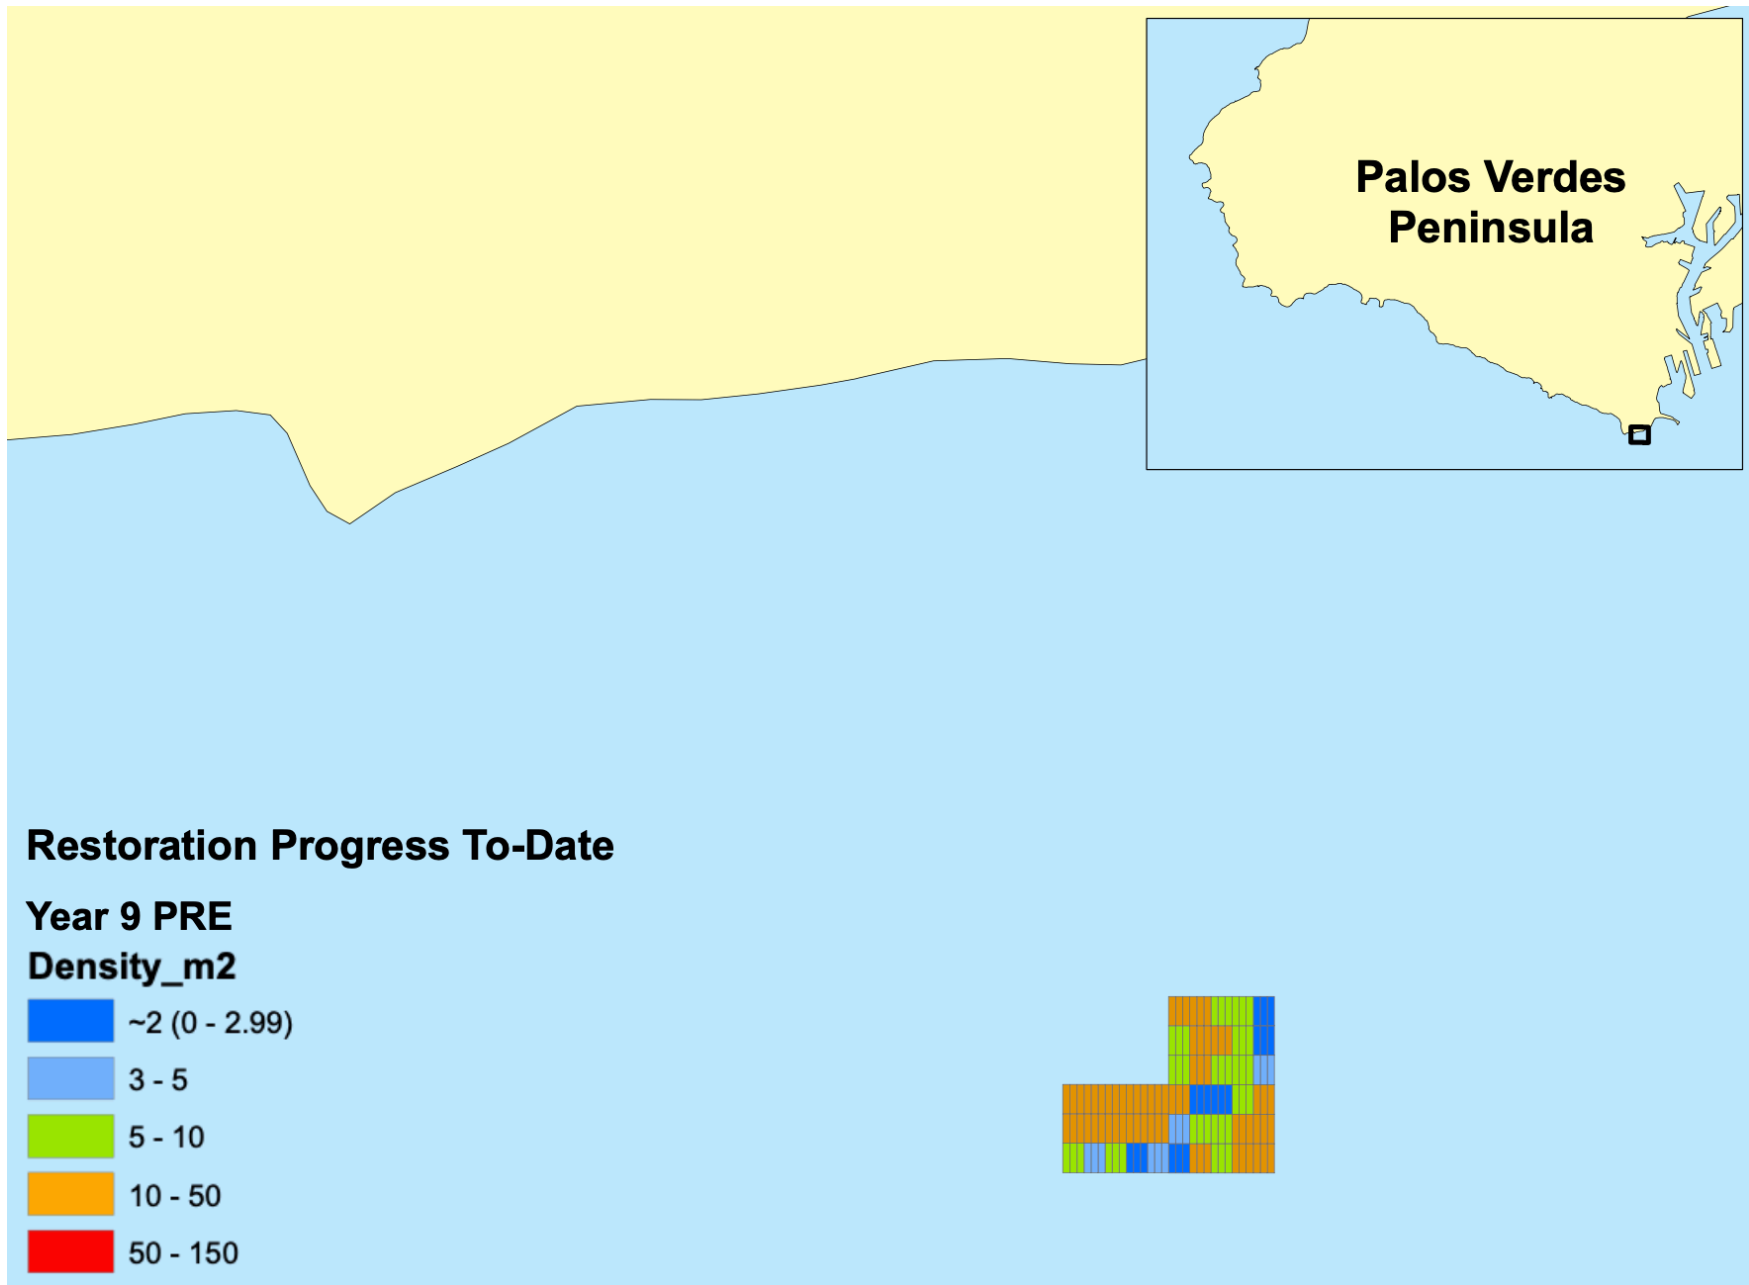 Palos Verdes
Peninsula
Restoration Progress To-Date
Year 9 PRE
Density_m2
~2 (0 - 2.99)
3 - 5
5 - 10
10 - 50
50 - 150